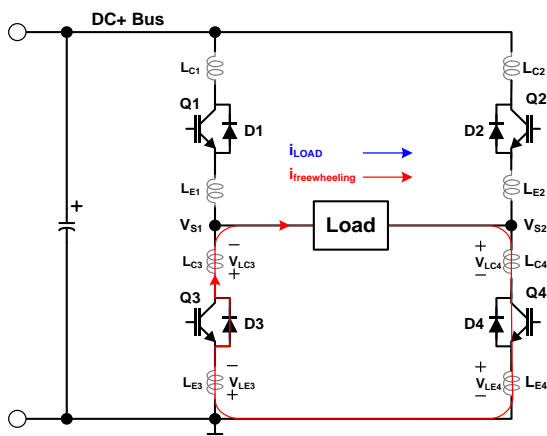 DC+ Bus
LC1
LC2
Q1
Q2
D1
D2
iLOAD
ifreewheeling
LE1
LE2
VS1
Load
VS2
LC3
−
VLC3
+
+
VLC4
−
LC4
Q3
Q4
D3
D4
LE3
−
VLE3
+
+
VLE4
−
LE4
+